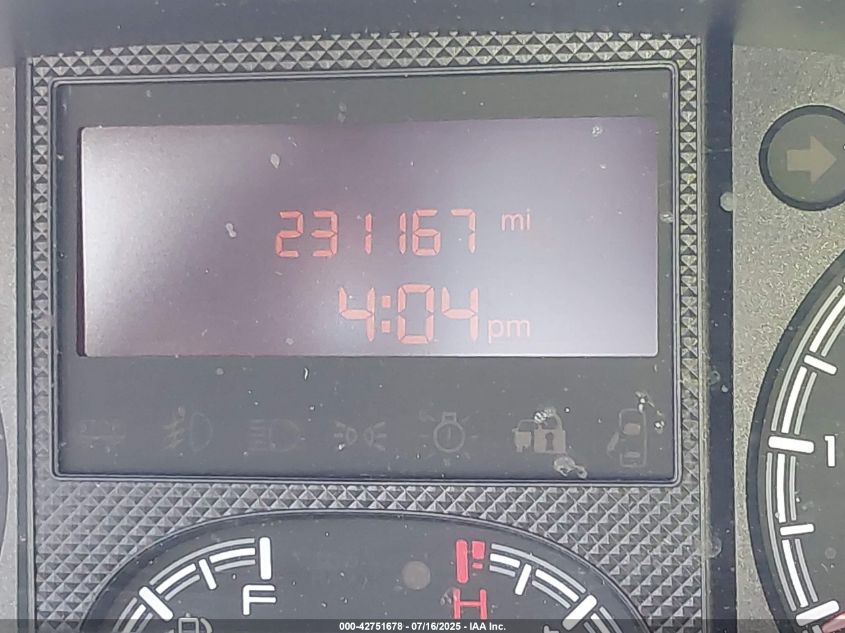 231167 mi
4:04 pm
1
F
H
000-42751678 - 07/16/2025 - IAA Inc.